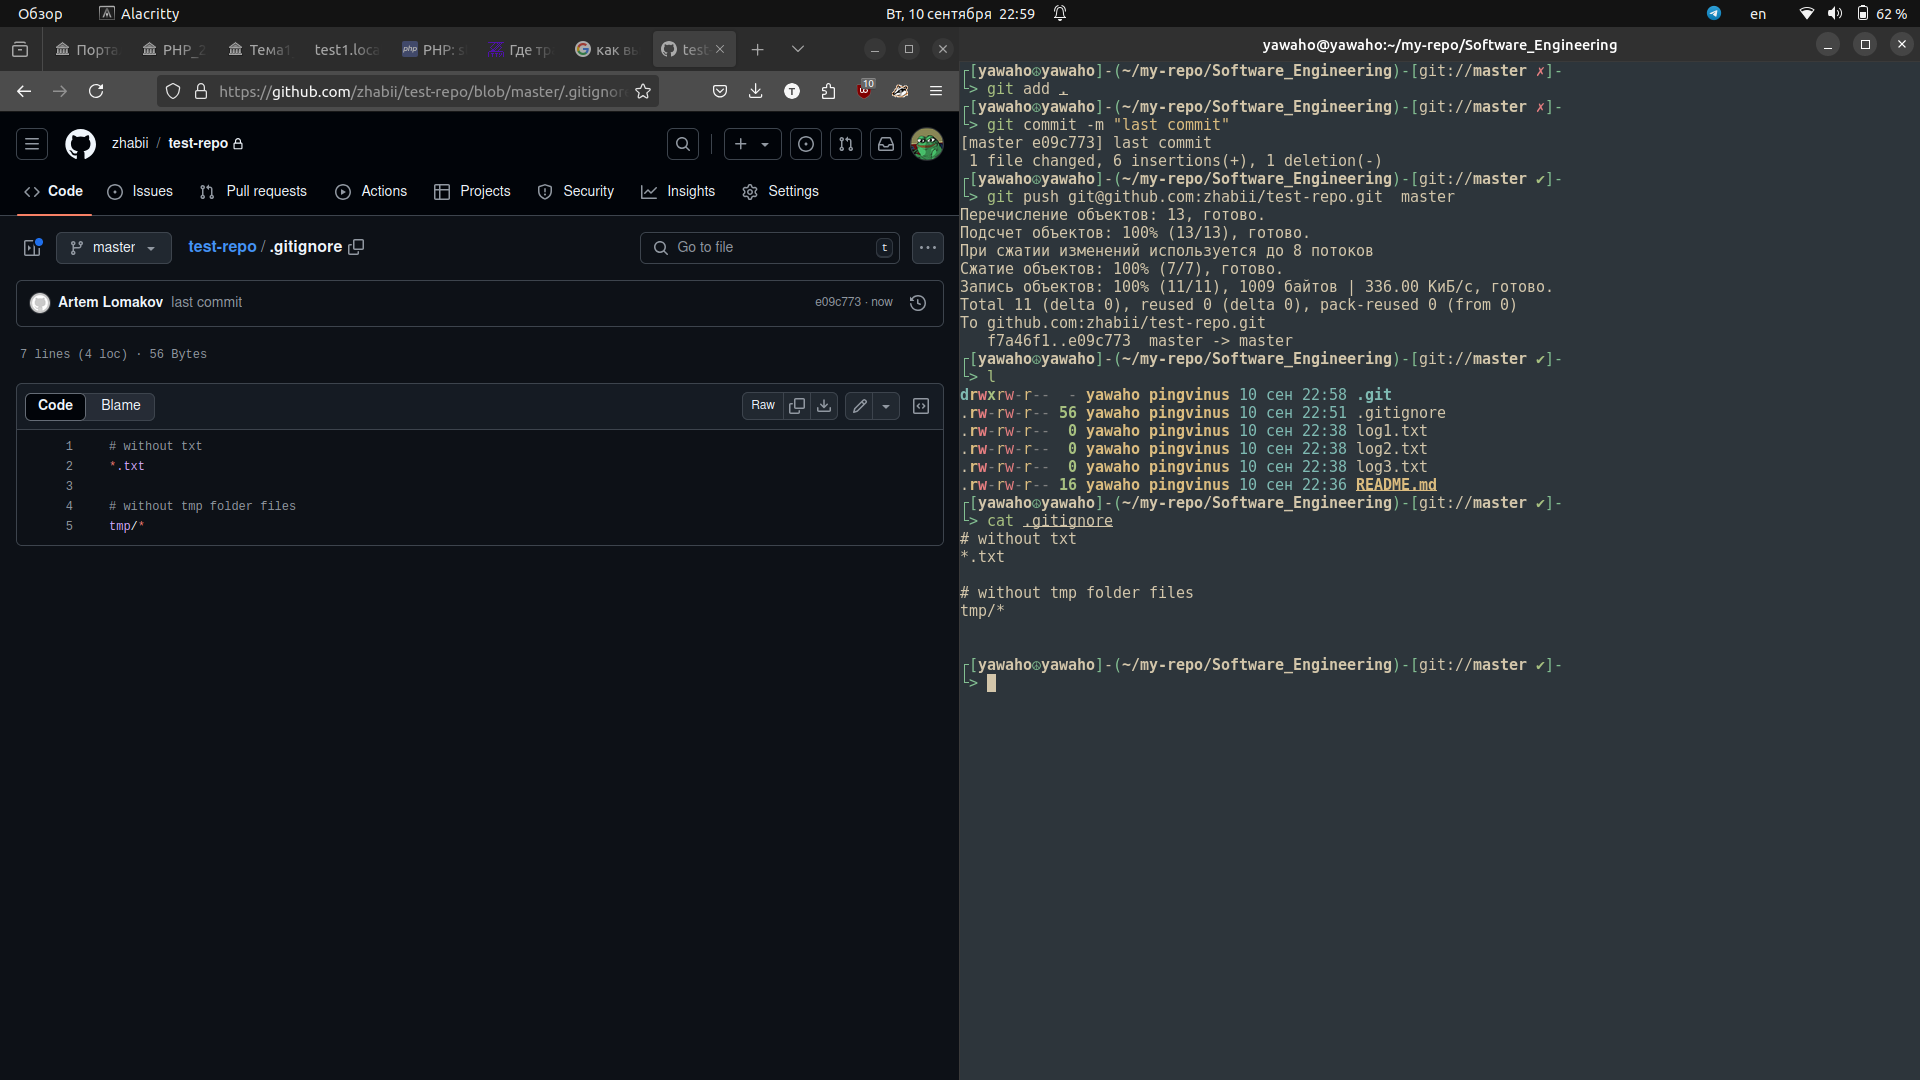 Обзор
Alacritty
Вт, 10 сентября 22:59
en
62 %
Порта
PHP_2
Тема1
test1.loca
PHP: s
Где тр
как вы
test-
https://github.com/zhabii/test-repo/blob/master/.gitignor
10
zhabii / test-repo
Code
Issues
Pull requests
Actions
Projects
Security
Insights
Settings
master
test-repo / .gitignore
Go to file
t
Artem Lomakov last commit
e09c773 · now
7 lines (4 loc) · 56 Bytes
Code
Blame
Raw
1 # without txt
2 *.txt
3
4 # without tmp folder files
5 tmp/*
yawaho@yawaho:~/my-repo/Software_Engineering
┌[yawaho☮yawaho]-(~/my-repo/Software_Engineering)-[git://master ✗]-
└> git add .
┌[yawaho☮yawaho]-(~/my-repo/Software_Engineering)-[git://master ✗]-
└> git commit -m "last commit"
[master e09c773] last commit
 1 file changed, 6 insertions(+), 1 deletion(-)
┌[yawaho☮yawaho]-(~/my-repo/Software_Engineering)-[git://master ✔]-
└> git push git@github.com:zhabii/test-repo.git  master
Перечисление объектов: 13, готово.
Подсчет объектов: 100% (13/13), готово.
При сжатии изменений используется до 8 потоков
Сжатие объектов: 100% (7/7), готово.
Запись объектов: 100% (11/11), 1009 байтов | 336.00 КиБ/с, готово.
Total 11 (delta 0), reused 0 (delta 0), pack-reused 0 (from 0)
To github.com:zhabii/test-repo.git
   f7a46f1..e09c773  master -> master
┌[yawaho☮yawaho]-(~/my-repo/Software_Engineering)-[git://master ✔]-
└> l
drwxrw-r--  - yawaho pingvinus 10 сен 22:58 .git
.rw-rw-r-- 56 yawaho pingvinus 10 сен 22:51 .gitignore
.rw-rw-r--  0 yawaho pingvinus 10 сен 22:38 log1.txt
.rw-rw-r--  0 yawaho pingvinus 10 сен 22:38 log2.txt
.rw-rw-r--  0 yawaho pingvinus 10 сен 22:38 log3.txt
.rw-rw-r-- 16 yawaho pingvinus 10 сен 22:36 README.md
┌[yawaho☮yawaho]-(~/my-repo/Software_Engineering)-[git://master ✔]-
└> cat .gitignore
# without txt
*.txt

# without tmp folder files
tmp/*

┌[yawaho☮yawaho]-(~/my-repo/Software_Engineering)-[git://master ✔]-
└>